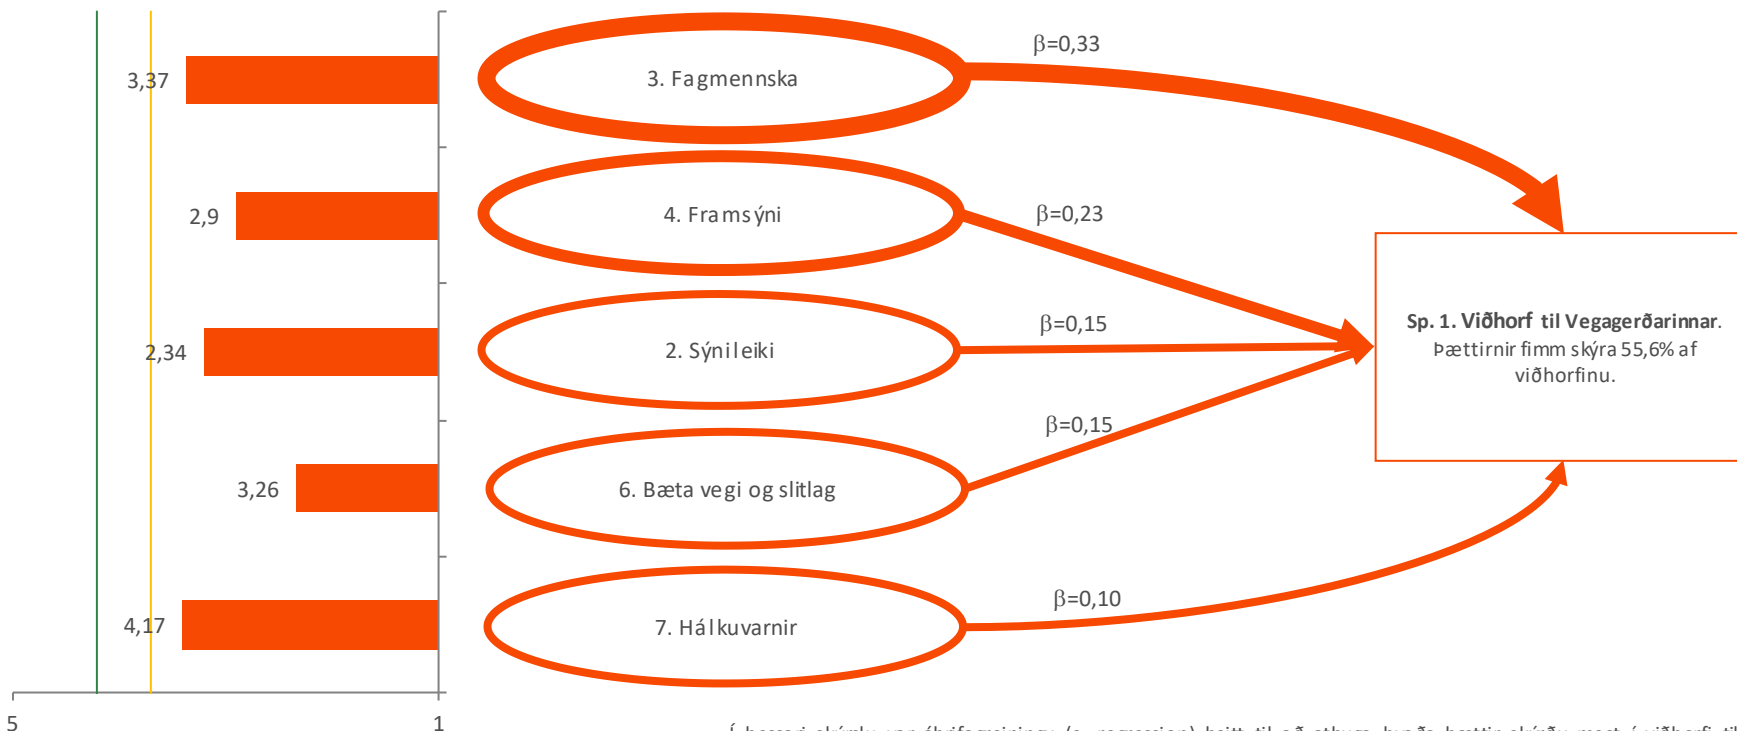 3,37
3. Fagmennska
β=0,33
2,9
4. Framsýni
β=0,23
2,34
2. Sýnileiki
β=0,15
Sp. 1. Viðhorf til Vegagerðarinnar.
Þættirnir fimm skýra 55,6% af
viðhorfinu.
3,26
6. Bæta vegi og slitlag
β=0,15
4,17
7. Hálkuvarnir
β=0,10
5
1